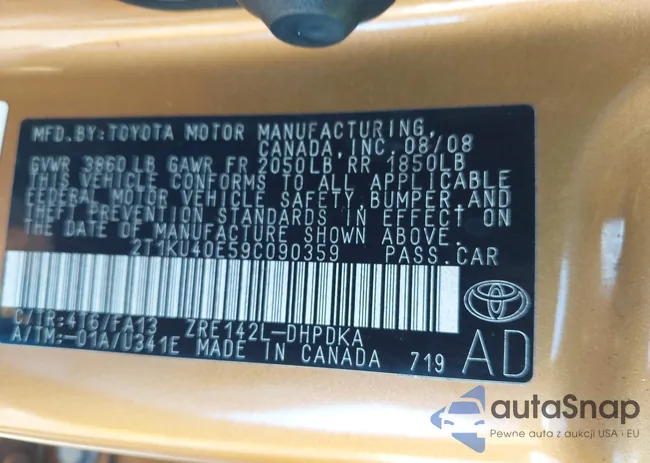 MFD. BY: TOYOTA MOTOR MANUFACTURING,
CANADA, INC. 08/08
GVWR 3860LB GAWR FR 2050LB, RR 1850LB
THIS VEHICLE CONFORMS TO ALL APPLICABLE
FEDERAL MOTOR VEHICLE SAFETY, BUMPER, AND
THEFT PREVENTION STANDARDS IN EFFECT ON
THE DATE OF MANUFACTURE SHOWN ABOVE.
2T1KU40E59C090359 PASS.CAR
C/TR:4T6/FA13 ZRE142L-DHPDKA
A/TM:-01A/U341E MADE IN CANADA 719
AD
autoSnap
Pewne auta z aukcji USA i EU